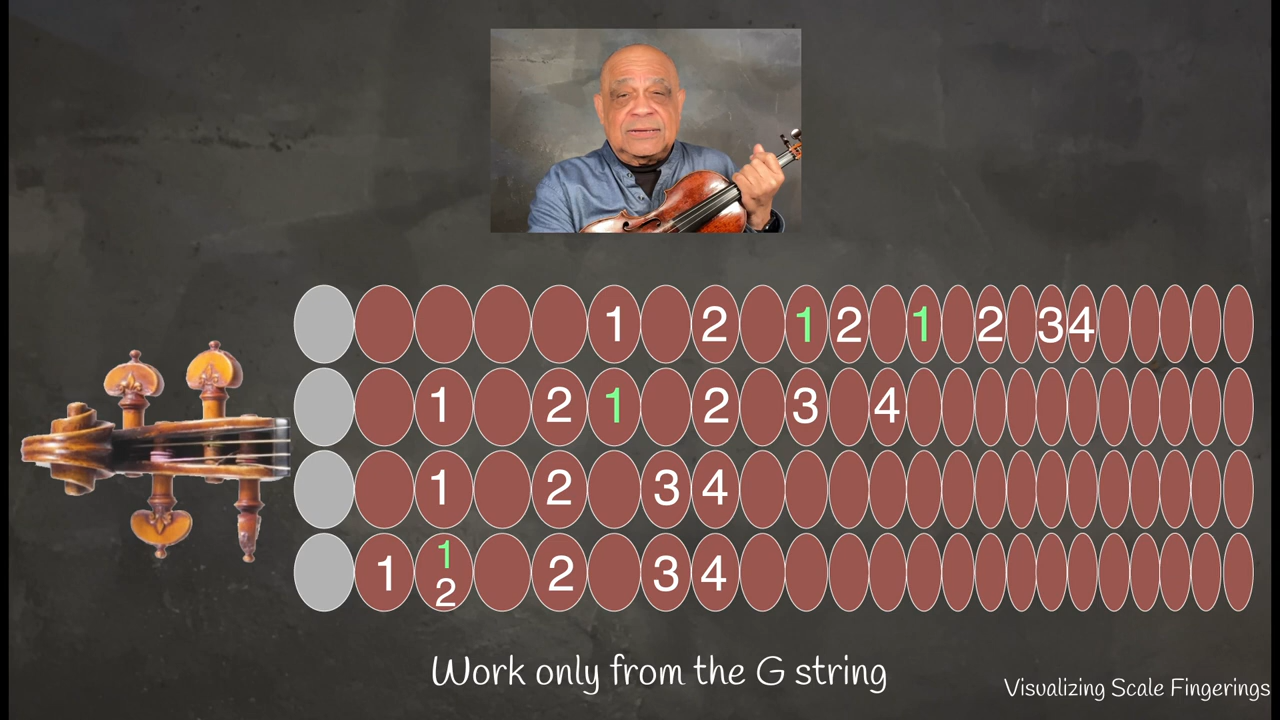 1 2 1 2 1 2 3 4
1 2 1 2 3 4
1 2 3 4
1 1 2 3 4
2
Work only from the G string
Visualizing Scale Fingerings